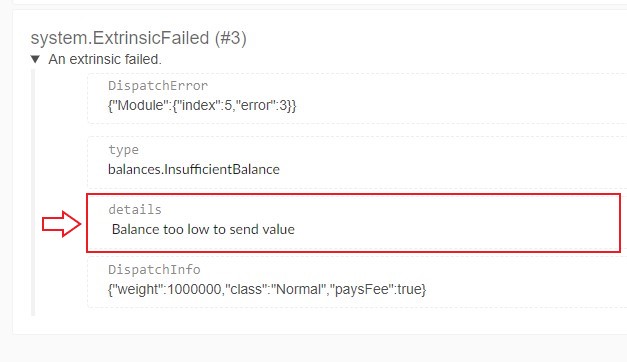 system.ExtrinsicFailed (#3)
▼ An extrinsic failed.
DispatchError
{"Module":{"index":5,"error":3}}
type
balances.InsufficientBalance
details
Balance too low to send value
DispatchInfo
{"weight":1000000,"class":"Normal","paysFee":true}